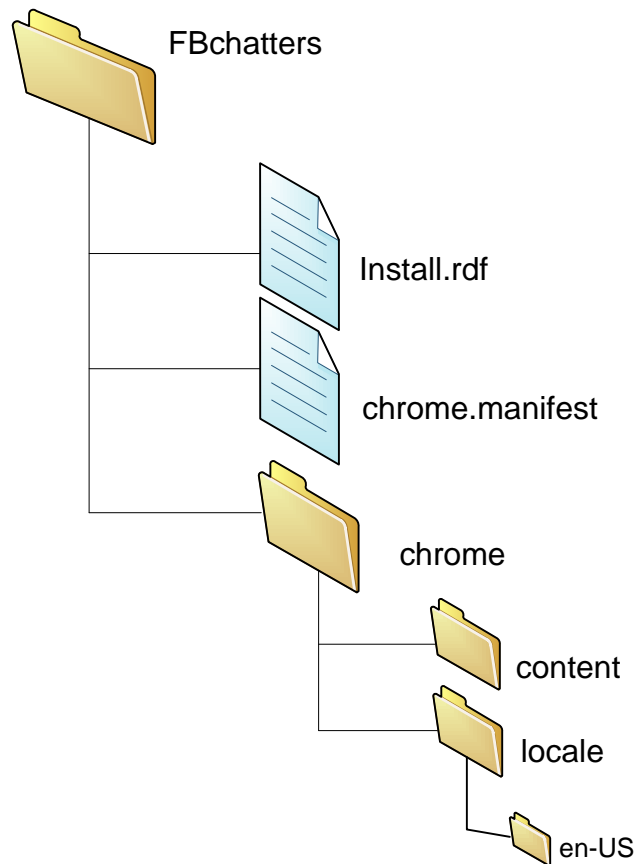 FBchatters
Install.rdf
chrome.manifest
chrome
content
locale
en-US